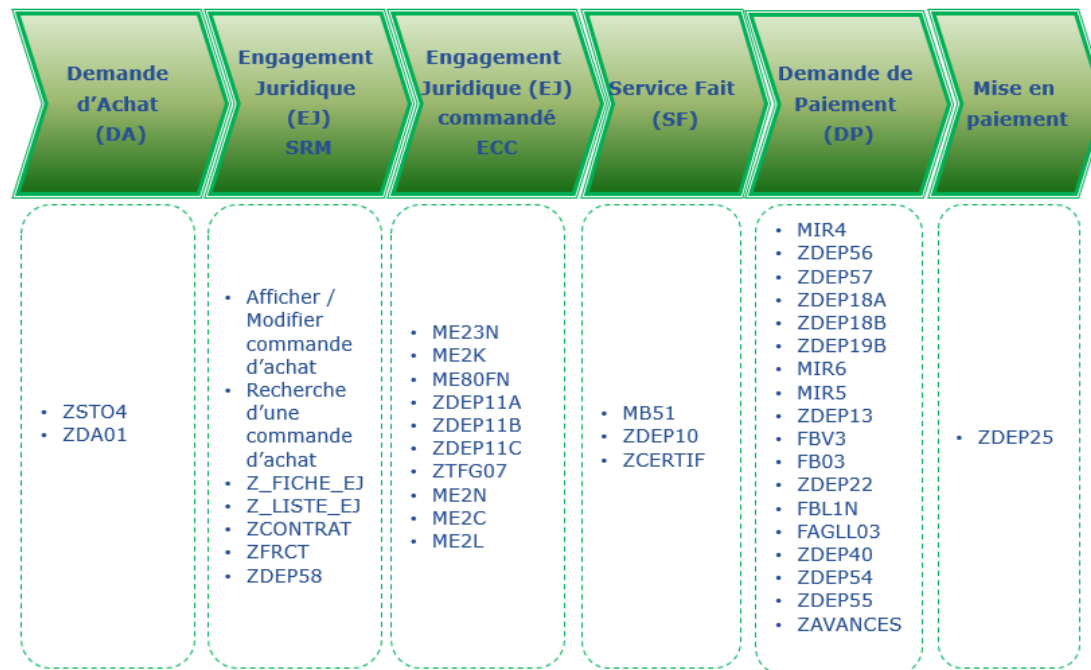 Demande
d'Achat
(DA)
Engagement
Juridique
(EJ)
SRM
Engagement
Juridique (EJ)
commandé
ECC
Service Fait
(SF)
Demande de
Paiement
(DP)
Mise en
paiement
• ZSTO4
• ZDA01
• Afficher /
Modifier
commande
d'achat
• Recherche
d'une
commande
d'achat
• Z_FICHE_EJ
• Z_LISTE_EJ
• ZCONTRAT
• ZFRCT
• ZDEP58
• ME23N
• ME2K
• ME80FN
• ZDEP11A
• ZDEP11B
• ZDEP11C
• ZTFG07
• ME2N
• ME2C
• ME2L
• MB51
• ZDEP10
• ZCERTIF
• MIR4
• ZDEP56
• ZDEP57
• ZDEP18A
• ZDEP18B
• ZDEP19B
• MIR6
• MIR5
• ZDEP13
• FBV3
• FB03
• ZDEP22
• FBL1N
• FAGLL03
• ZDEP40
• ZDEP54
• ZDEP55
• ZAVANCES
• ZDEP25